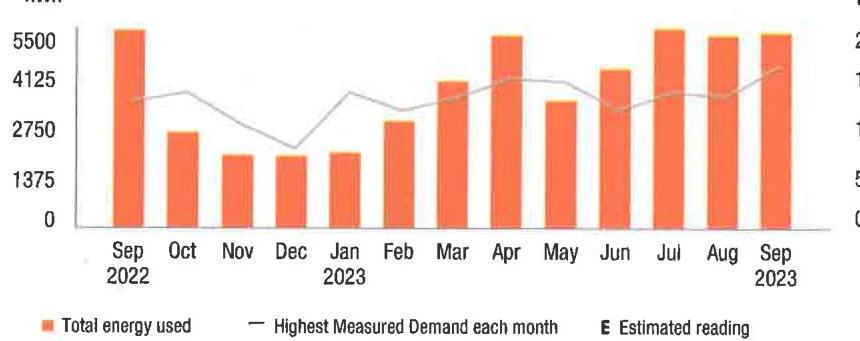 5500
4125
2750
1375
0
Sep Oct Nov Dec Jan Feb Mar Apr May Jun Jul Aug Sep
2022 2023 2023
Total energy used Highest Measured Demand each month E Estimated reading